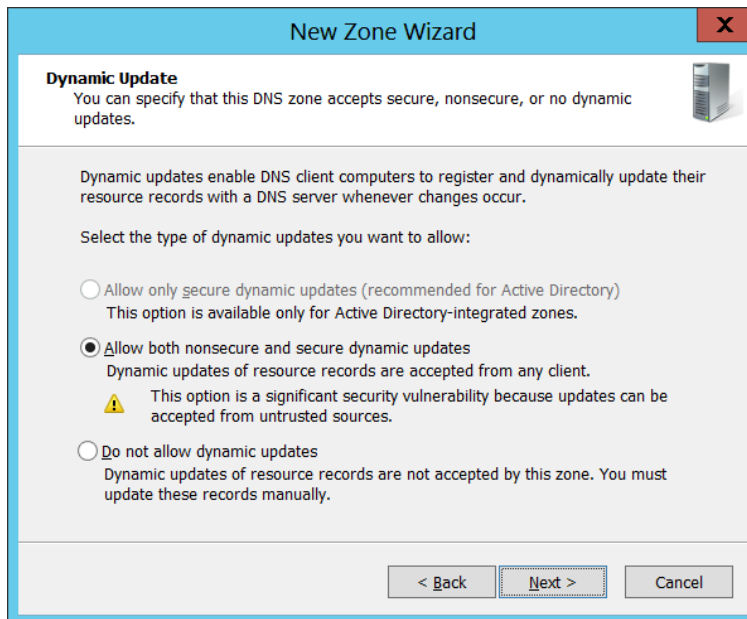 New Zone Wizard
X
Dynamic Update
You can specify that this DNS zone accepts secure, nonsecure, or no dynamic
updates.
Dynamic updates enable DNS client computers to register and dynamically update their
resource records with a DNS server whenever changes occur.
Select the type of dynamic updates you want to allow:
Allow only secure dynamic updates (recommended for Active Directory)
This option is available only for Active Directory-integrated zones.
Allow both nonsecure and secure dynamic updates
Dynamic updates of resource records are accepted from any client.
This option is a significant security vulnerability because updates can be
accepted from untrusted sources.
Do not allow dynamic updates
Dynamic updates of resource records are not accepted by this zone. You must
update these records manually.
< Back
Next >
Cancel